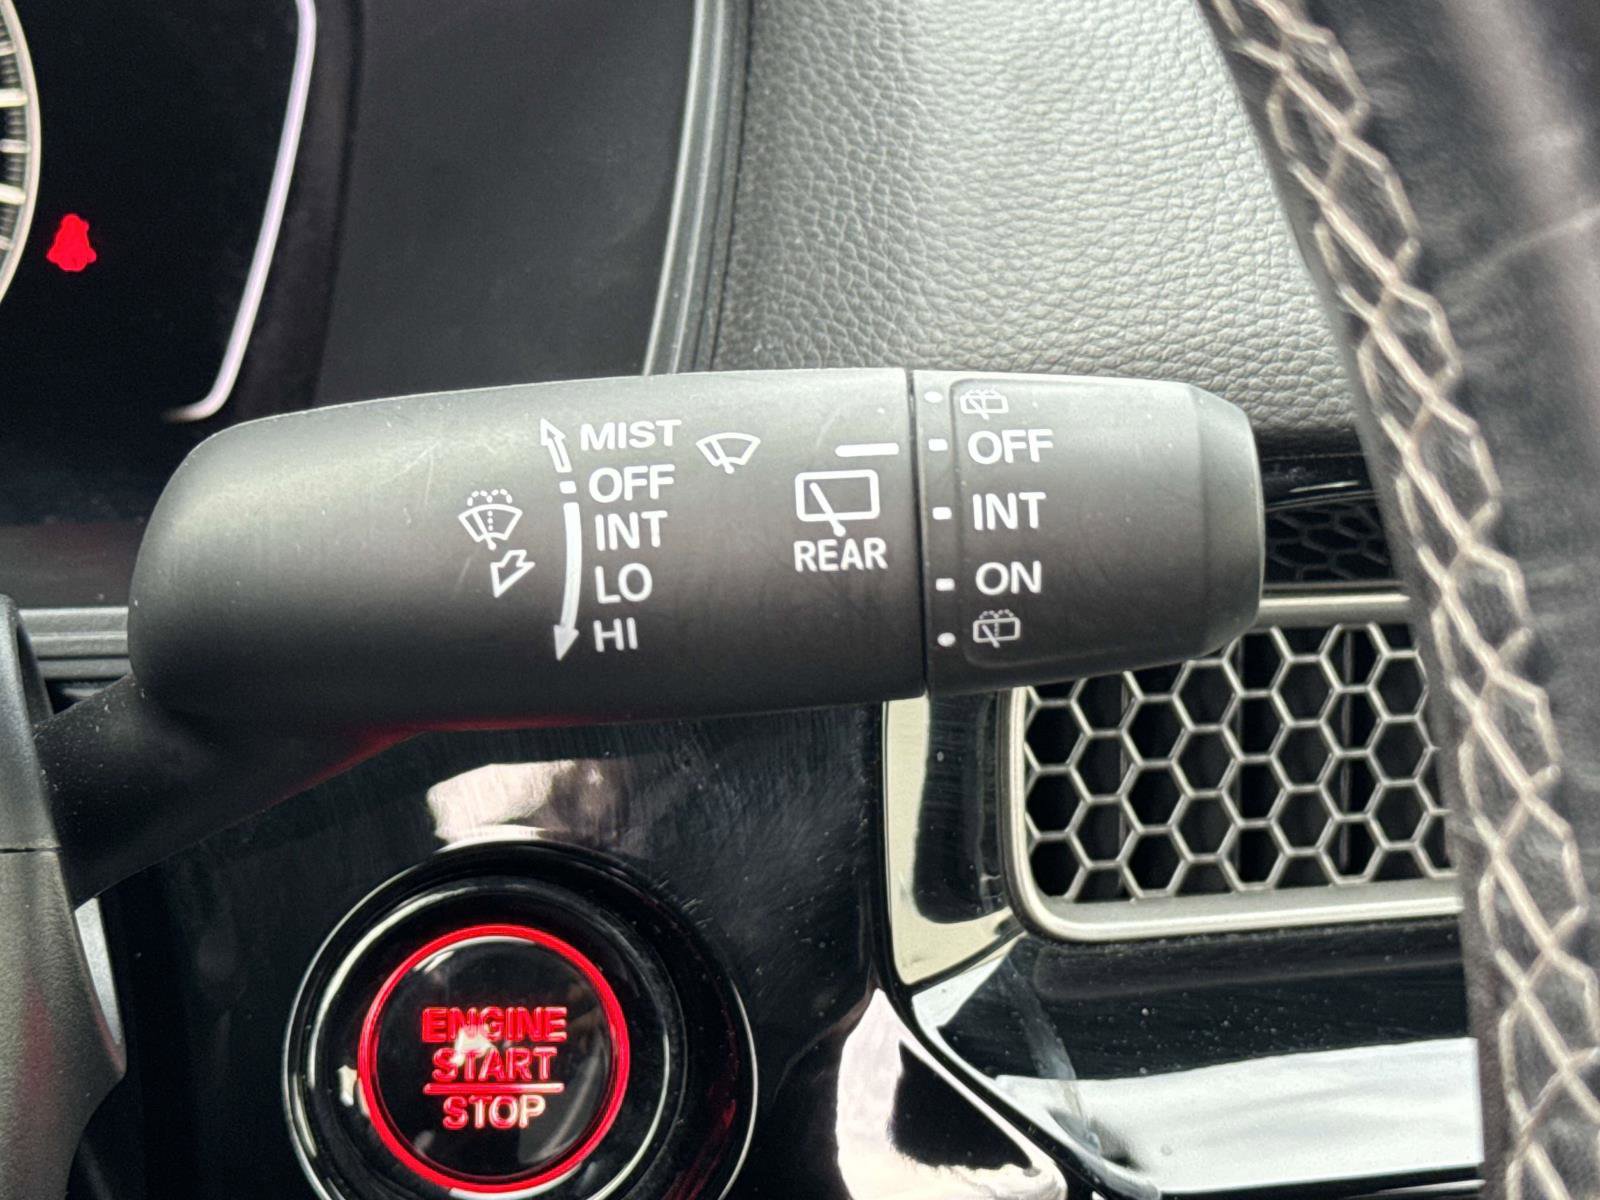 MIST
OFF
INT
LO
HI
REAR
OFF
INT
ON
ENGINE
START
STOP